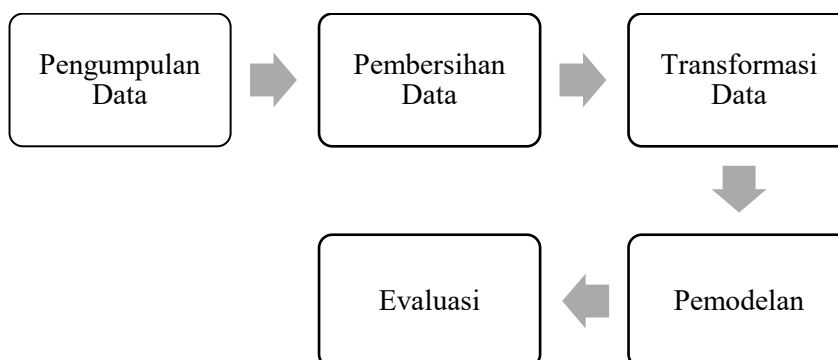 Pengumpulan
Data
Pembersihan
Data
Transformasi
Data
Pemodelan
Evaluasi